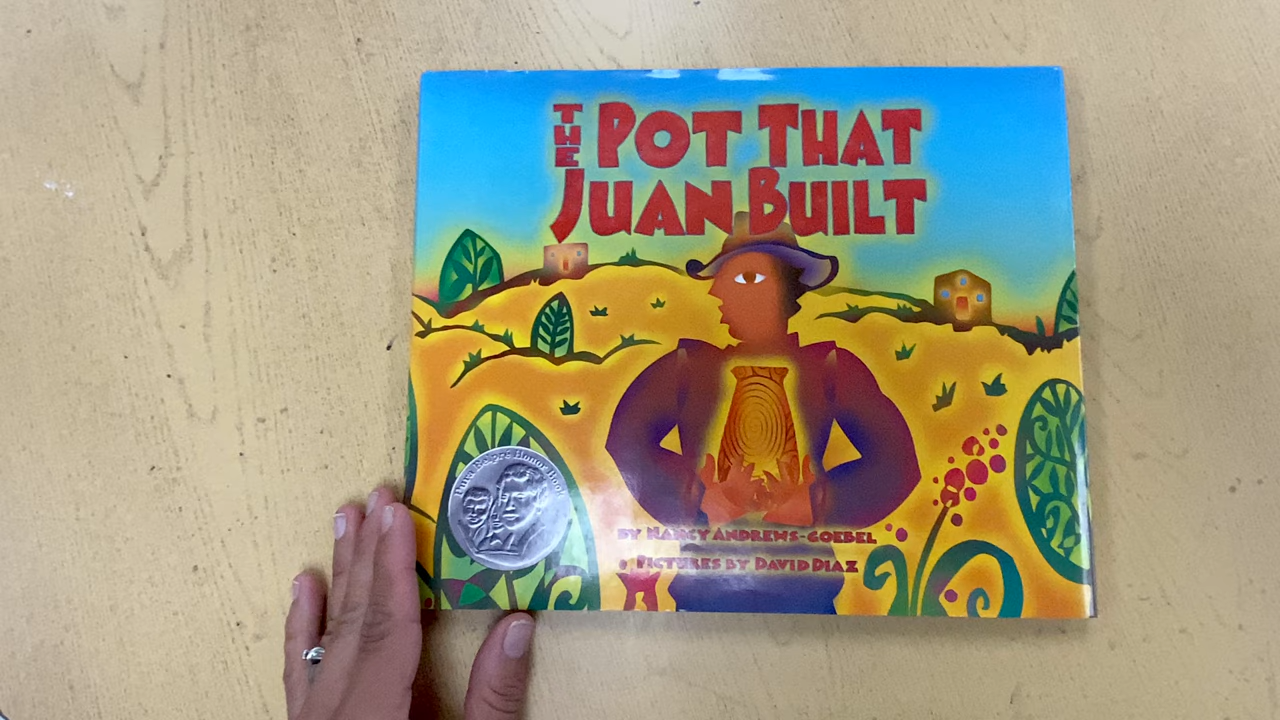 THE POT THAT
JUAN BUILT
Pura Belpré Honor Book
BY NANCY ANDREWS-GOEBEL
PICTURES BY DAVID DIAZ